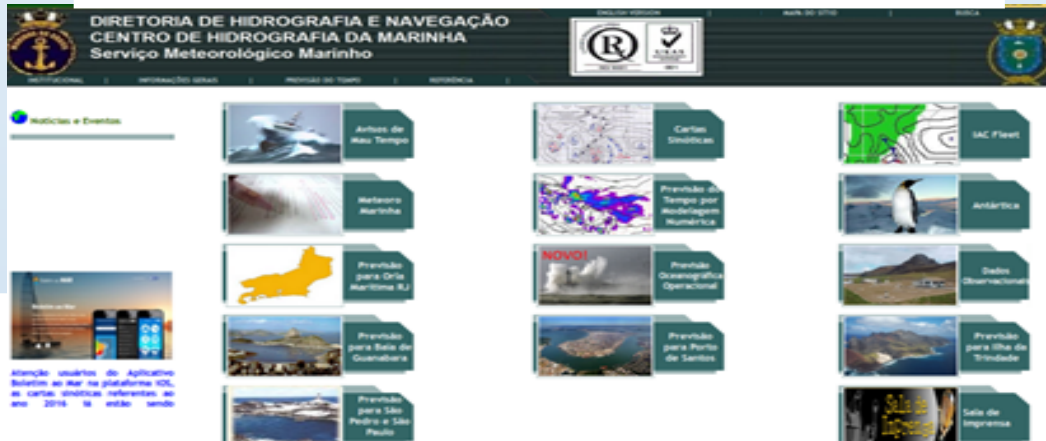 DIRETORIA DE HIDROGRAFIA E NAVEGAÇÃO
CENTRO DE HIDROGRAFIA DA MARINHA
Serviço Meteorológico Marinho
ENGLISH VERSION | MAPA DO SÍTIO | BUSCA
INSTITUCIONAL | INFORMAÇÕES GERAIS | PREVISÃO DO TEMPO | REFERÊNCIA |
Notícias e Eventos
Avisos de
Mau Tempo
Cartas
Sinóticas
IAC Fleet
Meteoro
Marinha
Previsão do
Tempo por
Modelagem
Numérica
Antártica
Previsão
para Orla
Marítima RJ
NOVO!
Previsão
Oceanográfica
Operacional
Dados
Observacionais
Previsão
para Baía de
Guanabara
Previsão
para Porto
de Santos
Previsão
para Ilha da
Trindade
Atenção usuários do Aplicativo
Boletim ao Mar na plataforma IOS,
as cartas sinóticas referentes ao
ano 2016 já estão sendo
Previsão
para São
Pedro e São
Paulo
Sala de
Imprensa
Sala de
Imprensa